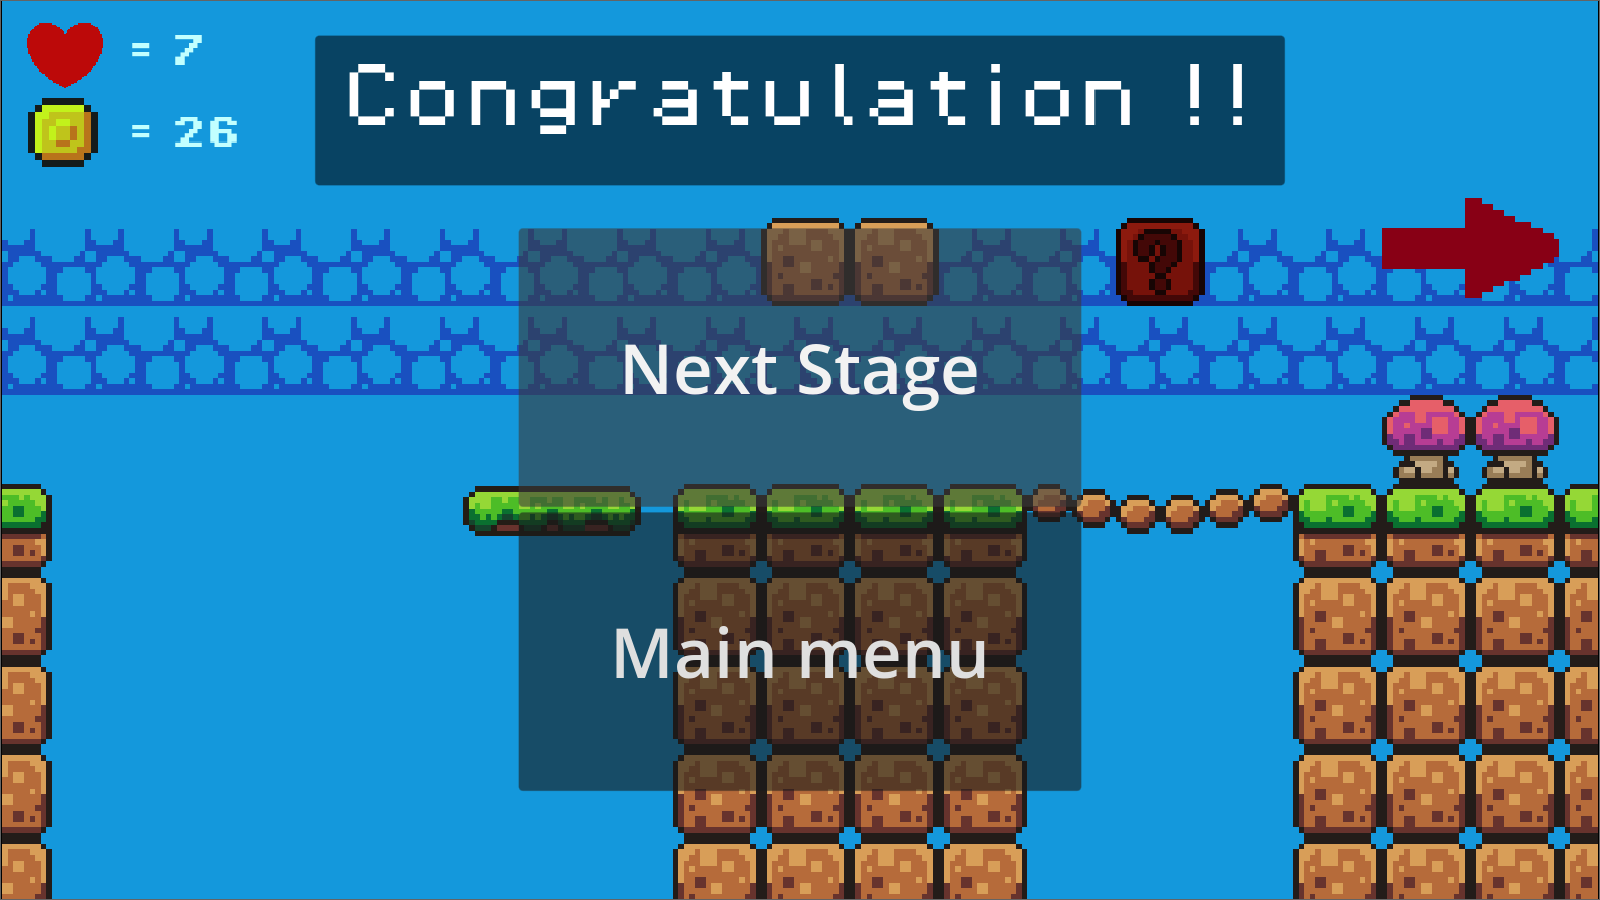 = 7
= 26
Congratulation !!
?
Next Stage
Main menu